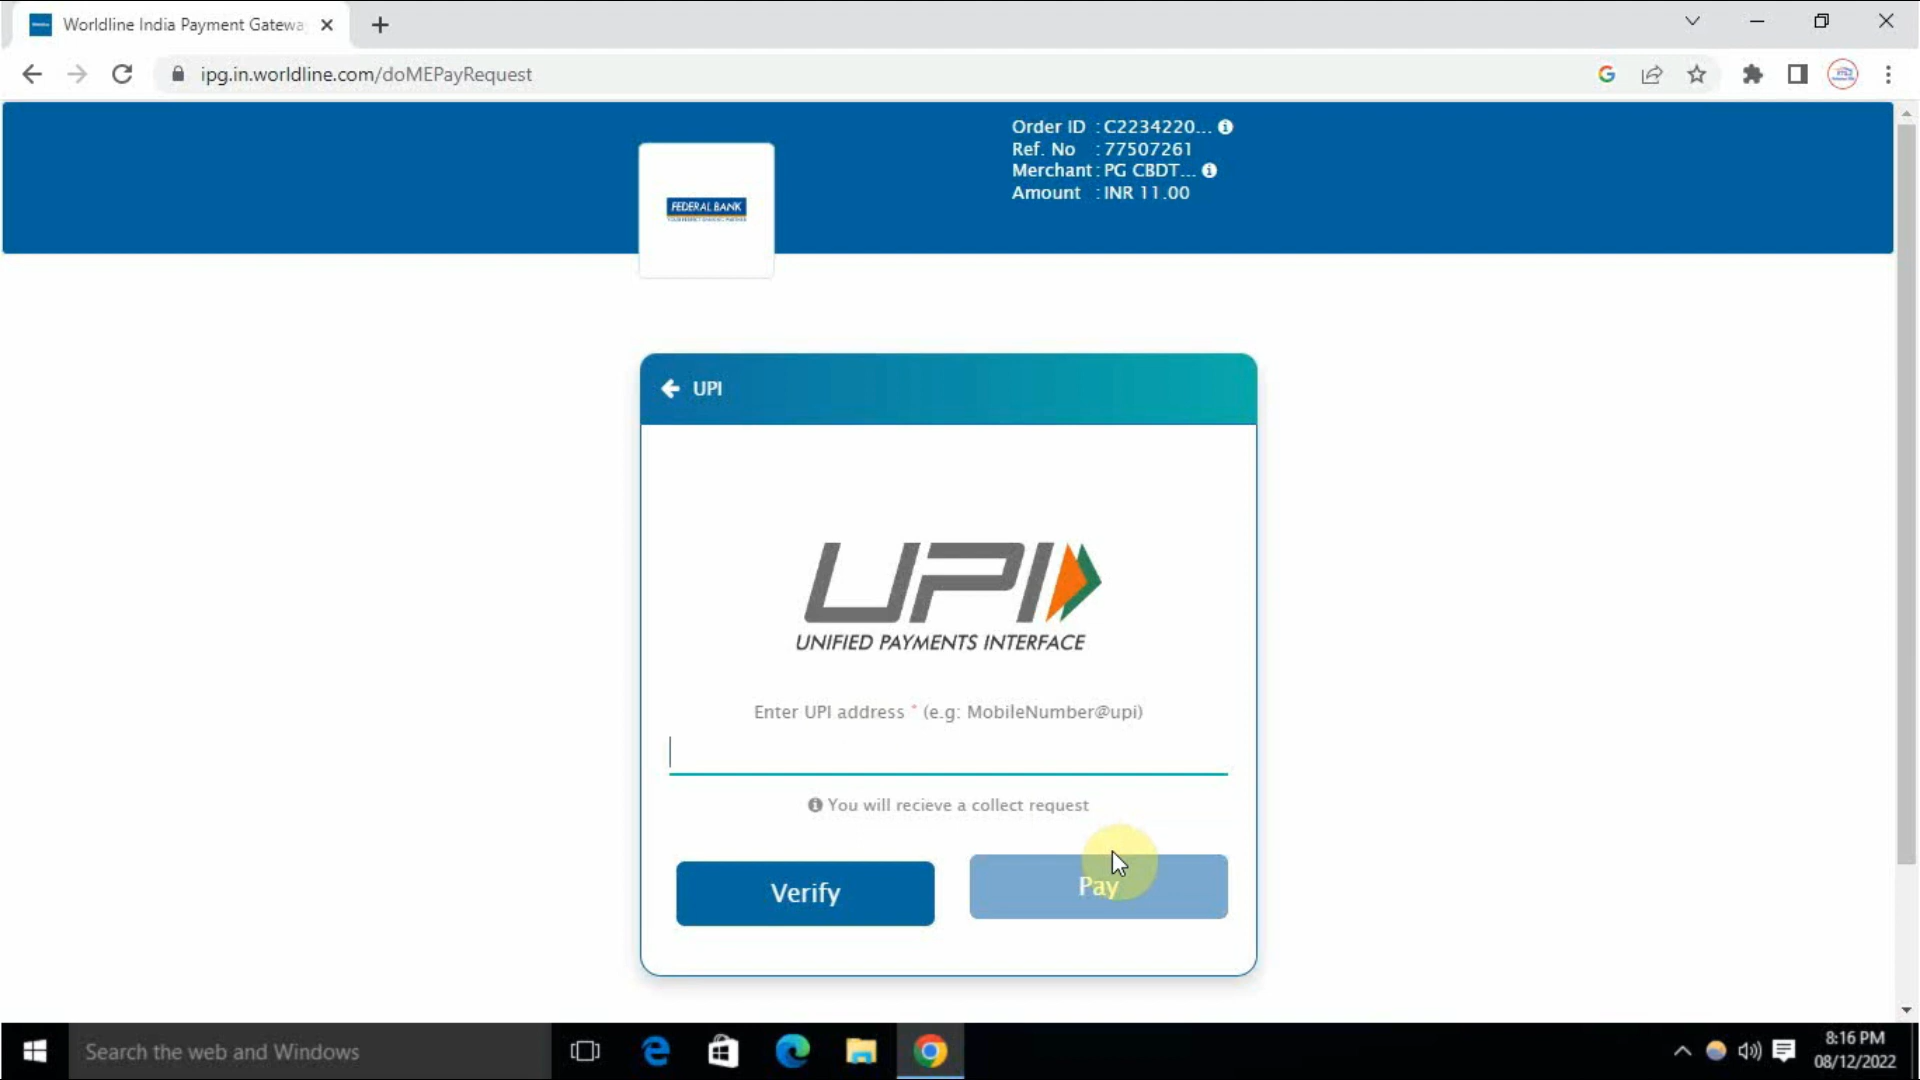 Worldline India Payment Gatewa
ipg.in.worldline.com/doMEPayRequest
Order ID : C2234220...
Ref. No : 77507261
Merchant : PG CBDT...
Amount : INR 11.00
FEDERAL BANK
UPI
UPI
UNIFIED PAYMENTS INTERFACE
Enter UPI address * (e.g: MobileNumber@upi)
You will recieve a collect request
Verify
Pay
Search the web and Windows
8:16 PM
08/12/2022